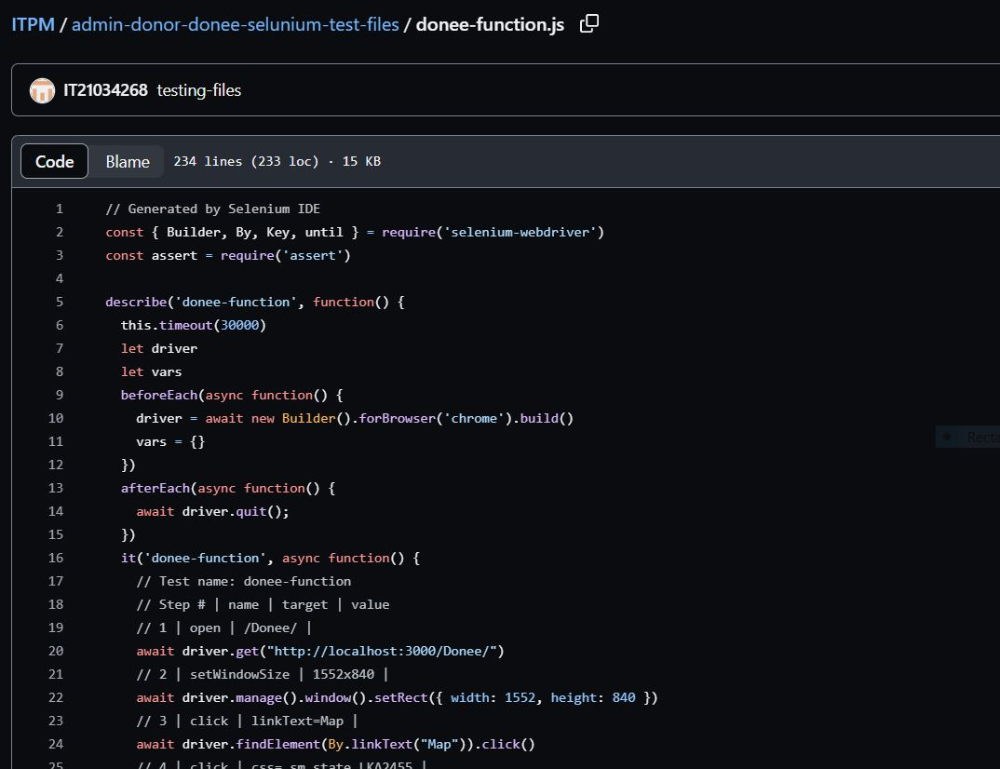 ITPM / admin-donor-donee-selunium-test-files / donee-function.js
IT21034268 testing-files
Code Blame 234 lines (233 loc) · 15 KB
1 // Generated by Selenium IDE
2 const { Builder, By, Key, until } = require('selenium-webdriver')
3 const assert = require('assert')
4
5 describe('donee-function', function() {
6   this.timeout(30000)
7   let driver
8   let vars
9   beforeEach(async function() {
10     driver = await new Builder().forBrowser('chrome').build()
11     vars = {}
12   })
13   afterEach(async function() {
14     await driver.quit();
15   })
16   it('donee-function', async function() {
17     // Test name: donee-function
18     // Step # | name | target | value
19     // 1 | open | /Donee/ |
20     await driver.get("http://localhost:3000/Donee/")
21     // 2 | setWindowSize | 1552x840 |
22     await driver.manage().window().setRect({ width: 1552, height: 840 })
23     // 3 | click | linkText=Map |
24     await driver.findElement(By.linkText("Map")).click()
25     // 4 | click | css=.sm_state_LKA2455 |